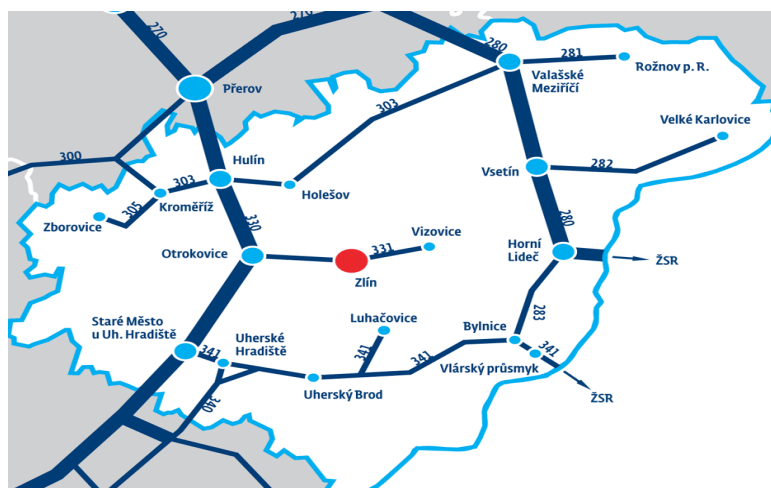 270
270
280
281
Rožnov p. R.
Valašské
Meziříčí
Přerov
303
Velké Karlovice
300
Hulín
303
Holešov
Kroměříž
305
Zborovice
Vsetín
282
330
280
Otrokovice
331
Vizovice
Zlín
Horní
Lideč
ŽSR
283
Staré Město
u Uh. Hradiště
Uherské
Hradiště
341
Luhačovice
341
341
Bylnice
341
Vlárský průsmyk
Uherský Brod
340
ŽSR